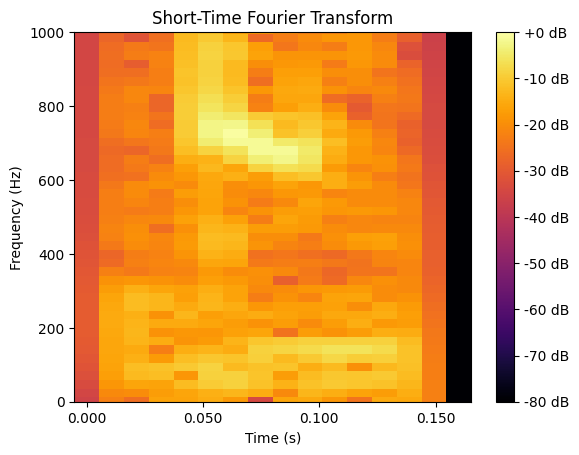 Short-Time Fourier Transform
1000
800
600
400
200
0
Frequency (Hz)
0.000
0.050
0.100
0.150
Time (s)
+0 dB
-10 dB
-20 dB
-30 dB
-40 dB
-50 dB
-60 dB
-70 dB
-80 dB